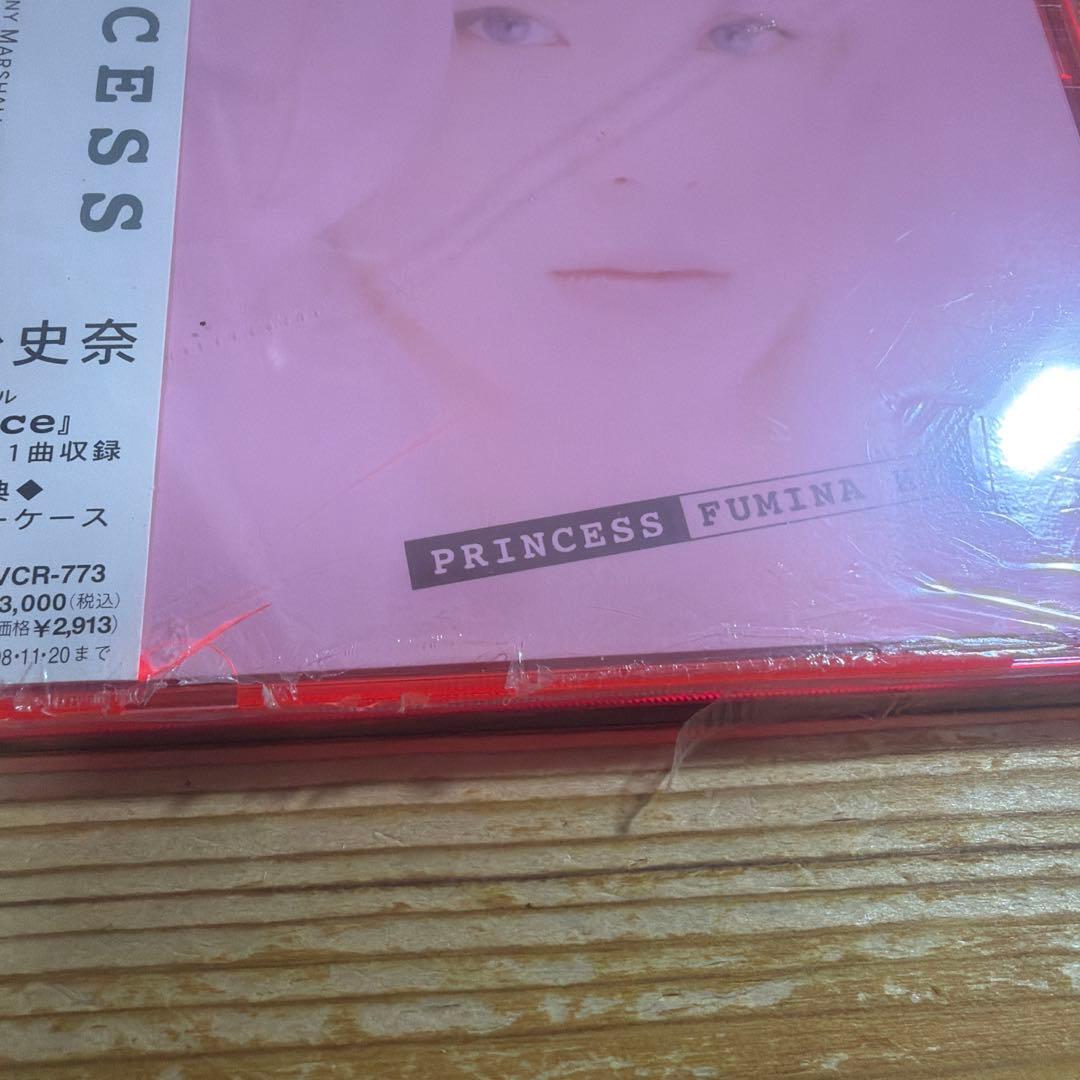 NY MARSHAL
CESS
史奈
ル
ce』
1曲収録
典◆
ーケース
VCR-773
3,000(税込)
価格¥2,913)
98・11・20まで
PRINCESS FUMINA